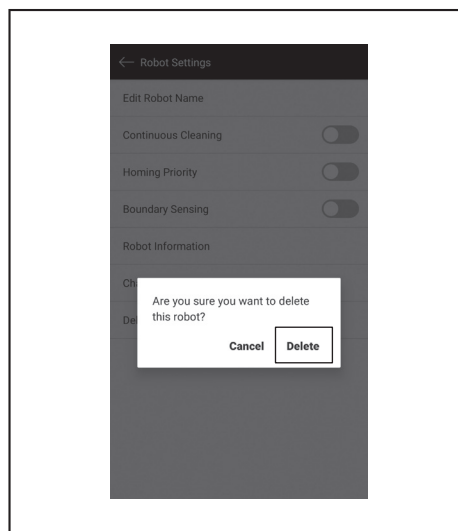 Robot Settings
Edit Robot Name
Continuous Cleaning
Homing Priority
Boundary Sensing
Robot Information
Are you sure you want to delete
this robot?
Cancel Delete